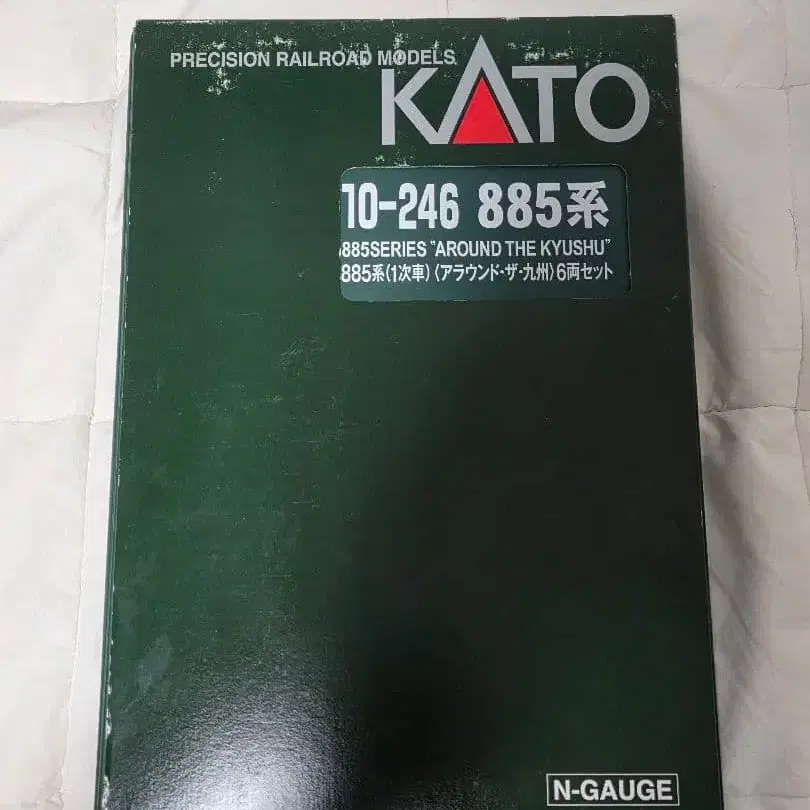 PRECISION RAILROAD MODELS
KATO
10-246 885系
885SERIES "AROUND THE KYUSHU"
885系(1次車)〈アラウンド・ザ・九州〉6両セット
N-GAUGE